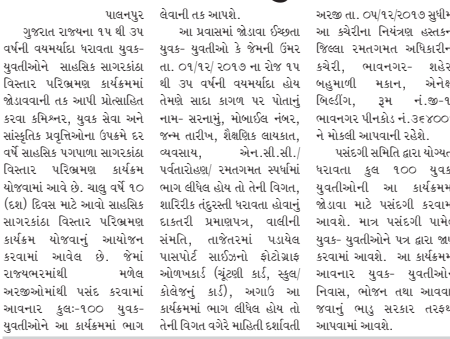 પાલનપુર
ગુજરાત રાજ્યના ૧૫ થી ૩૫
વર્ષની વયમર્યાદા ધરાવતા યુવક-
યુવતીઓને સાહસિક સાગરકાંઠા
વિસ્તાર પરિભ્રમણ કાર્યક્રમમાં
જોડાવવાની તક આપી પ્રોત્સાહિત
કરવા કમિશ્નર, યુવક સેવા અને
સાંસ્કૃતિક પ્રવૃત્તિઓના ઉપક્રમે દર
વર્ષે સાહસિક પગપાળા સાગરકાંઠા
વિસ્તાર પરિભ્રમણ કાર્યક્રમ
યોજવામાં આવે છે. ચાલુ વર્ષે ૧૦
(દશ) દિવસ માટે આવો સાહસિક
સાગરકાંઠા વિસ્તાર પરિભ્રમણ
કાર્યક્રમ યોજવાનું આયોજન
કરવામાં આવેલ છે. જેમાં
રાજ્યભરમાંથી મળેલ
અરજીઓમાંથી પસંદ કરવામાં
આવનાર કુલઃ-૧૦૦ યુવક-
યુવતીઓને આ કાર્યક્રમમાં ભાગ
લેવાની તક આપશે.
આ પ્રવાસમાં જોડાવા ઈચ્છતા
યુવક- યુવતીઓ કે જેમની ઉંમર
તા. ૦૧/૧૨/ ૨૦૧૭ ના રોજ ૧૫
થી ૩૫ વર્ષની વયમર્યાદા હોય
તેમણે સાદા કાગળ પર પોતાનું
નામ- સરનામું, મોબાઈલ નંબર,
જન્મ તારીખ, શૈક્ષણિક લાયકાત,
વ્યવસાય, એન.સી.સી./
પર્વતારોહણ/ રમતગમત સ્પર્ધામાં
ભાગ લીધેલ હોય તો તેની વિગત,
શારિરીક તંદુરસ્તી ધરાવતા હોવાનું
દાકતરી પ્રમાણપત્ર, વાલીની
સંમતિ, તાજેતરમાં પડાયેલ
પાસપોર્ટ સાઈઝનો ફોટોગ્રાફ
ઓળખકાર્ડ (ચૂંટણી કાર્ડ, સ્કુલ/
કોલેજનું કાર્ડ), અગાઉ આ
કાર્યક્રમમાં ભાગ લીધેલ હોય તો
તેની વિગત વગેરે માહિતી દર્શાવતી
અરજી તા. ૦૫/૧૨/૨૦૧૭ સુધીમ
આ કચેરીના નિયંત્રણ હસ્તકન
જિલ્લા રમતગમત અધિકારીન
કચેરી, ભાવનગર- શહેર
બહુમાળી મકાન, એનેક્ષ
બિલ્ડીંગ, રૂમ નં.જી-૧
ભાવનગર પીનકોડ નં.૩૬૪૦૦
ને મોકલી આપવાની રહેશે.
પસંદગી સમિતિ દ્વારા યોગ્યત
ધરાવતા કુલ ૧૦૦ યુવક
યુવતીઓની આ કાર્યક્રમમ
જોડાવા માટે પસંદગી કરવામ
આવશે. માત્ર પસંદગી પામેલ
યુવક- યુવતીઓને પત્ર દ્વારા જાણ
કરવામાં આવશે. આ કાર્યક્રમમ
આવનાર યુવક- યુવતીઓન
નિવાસ, ભોજન તથા આવવા
જવાનું ભાડુ સરકાર તરફથ
આપવામાં આવશે.